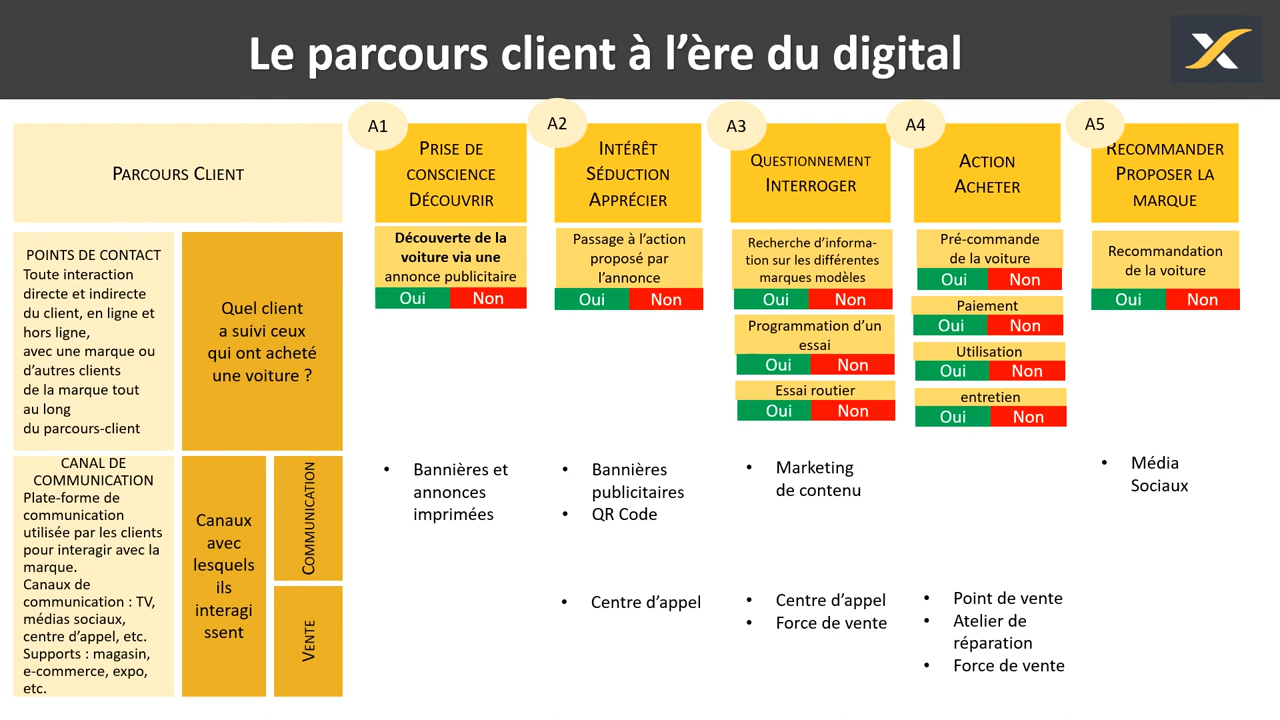 Le parcours client à l'ère du digital
PARCOURS CLIENT
A1
PRISE DE
CONSCIENCE
DÉCOUVRIR
A2
INTÉRÊT
SÉDUCTION
APPRÉCIER
A3
QUESTIONNEMENT
INTERROGER
A4
ACTION
ACHETER
A5
RECOMMANDER
PROPOSER LA
MARQUE
POINTS DE CONTACT
Toute interaction
directe et indirecte
du client, en ligne et
hors ligne,
avec une marque ou
d'autres clients
de la marque tout
au long
du parcours-client
Quel client
a suivi ceux
qui ont acheté
une voiture ?
Découverte de la
voiture via une
annonce publicitaire
Oui Non
Passage à l'action
proposé par
l'annonce
Oui Non
Recherche d'informa-
tion sur les différentes
marques modèles
Oui Non
Programmation d'un
essai
Oui Non
Essai routier
Oui Non
Pré-commande
de la voiture
Oui Non
Paiement
Oui Non
Utilisation
Oui Non
entretien
Oui Non
Recommandation
de la voiture
Oui Non
CANAL DE
COMMUNICATION
Plate-forme de
communication
utilisée par les clients
pour interagir avec la
marque.
Canaux de
communication : TV,
médias sociaux,
centre d'appel, etc.
Supports : magasin,
e-commerce, expo,
etc.
Canaux
avec
lesquels
ils
interagi
ssent
COMMUNICATION
• Bannières et
annonces
imprimées
• Bannières
publicitaires
• QR Code
• Marketing
de contenu
• Média
Sociaux
VENTE
• Centre d'appel
• Centre d'appel
• Force de vente
• Point de vente
• Atelier de
réparation
• Force de vente